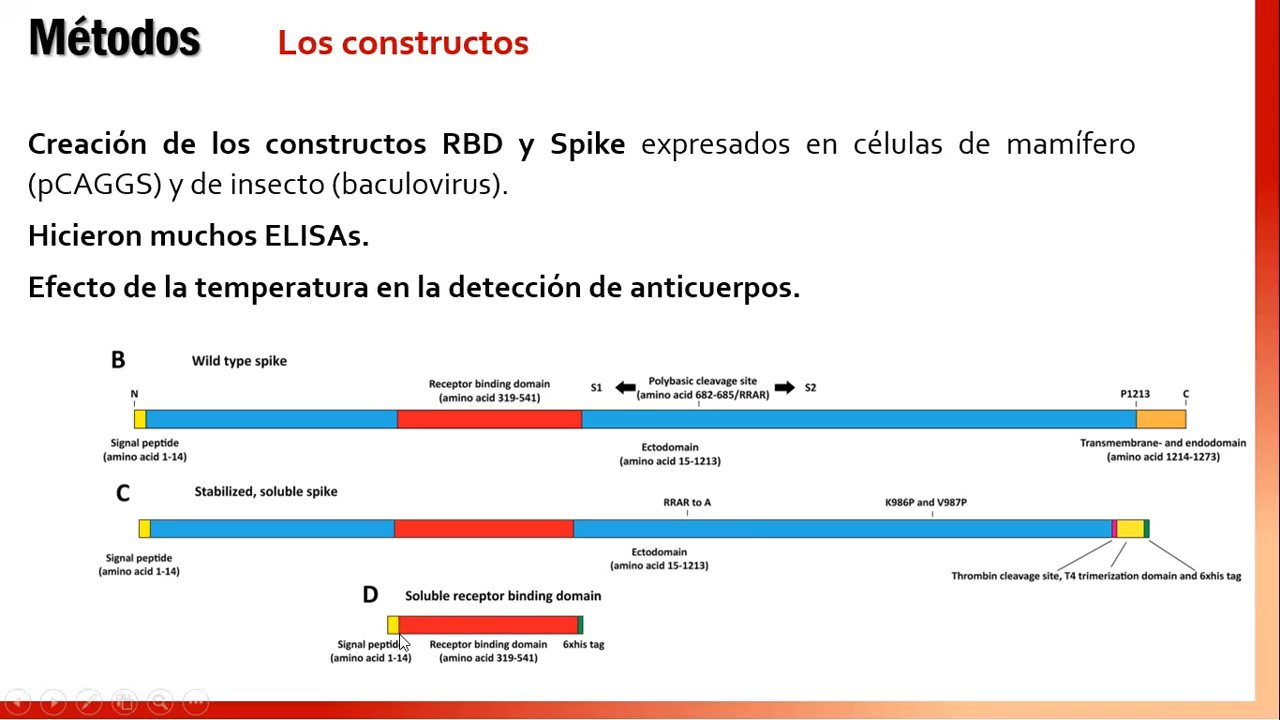 Métodos
Los constructos
Creación de los constructos RBD y Spike expresados en células de mamífero
(pCAGGS) y de insecto (baculovirus).
Hicieron muchos ELISAs.
Efecto de la temperatura en la detección de anticuerpos.
B
Wild type spike
N
Receptor binding domain
(amino acid 319-541)
S1
Polybasic cleavage site
(amino acid 682-685/RRAR)
S2
P1213
C
Signal peptide
(amino acid 1-14)
Ectodomain
(amino acid 15-1213)
Transmembrane- and endodomain
(amino acid 1214-1273)
C
Stabilized, soluble spike
RRAR to A
K986P and V987P
Signal peptide
(amino acid 1-14)
Ectodomain
(amino acid 15-1213)
Thrombin cleavage site, T4 trimerization domain and 6xhis tag
D
Soluble receptor binding domain
Signal peptide
(amino acid 1-14)
Receptor binding domain
(amino acid 319-541)
6xhis tag